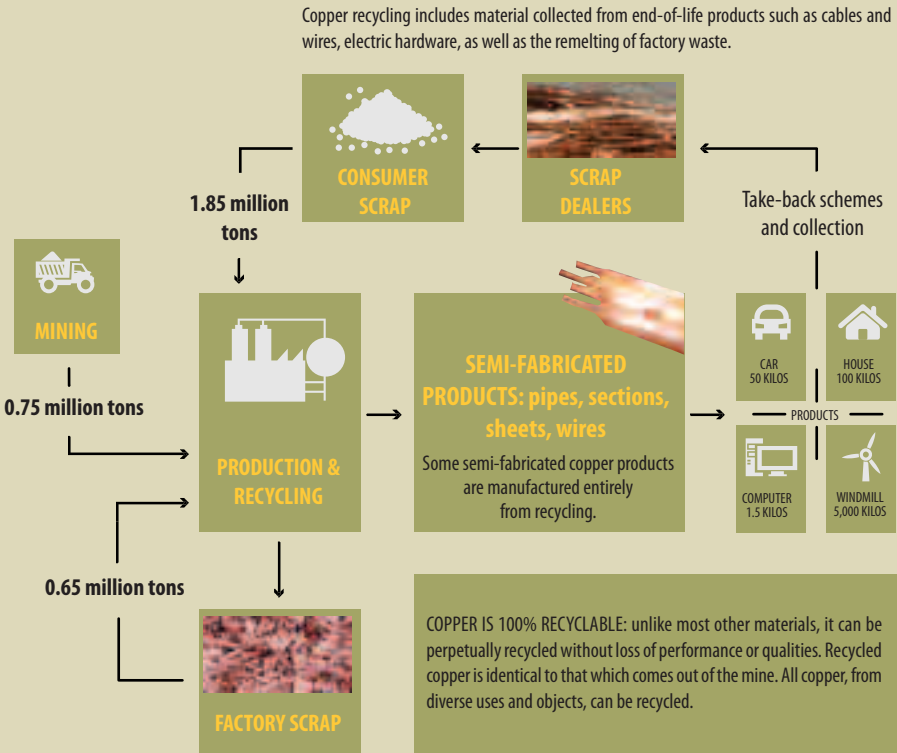 Copper recycling includes material collected from end-of-life products such as cables and
wires, electric hardware, as well as the remelting of factory waste.
CONSUMER
SCRAP
SCRAP
DEALERS
1.85 million
tons
Take-back schemes
and collection
MINING
0.75 million tons
PRODUCTION &
RECYCLING
SEMI-FABRICATED
PRODUCTS: pipes, sections,
sheets, wires
Some semi-fabricated copper products
are manufactured entirely
from recycling.
CAR
50 KILOS
HOUSE
100 KILOS
PRODUCTS
COMPUTER
1.5 KILOS
WINDMILL
5,000 KILOS
0.65 million tons
FACTORY SCRAP
COPPER IS 100% RECYCLABLE: unlike most other materials, it can be
perpetually recycled without loss of performance or qualities. Recycled
copper is identical to that which comes out of the mine. All copper, from
diverse uses and objects, can be recycled.